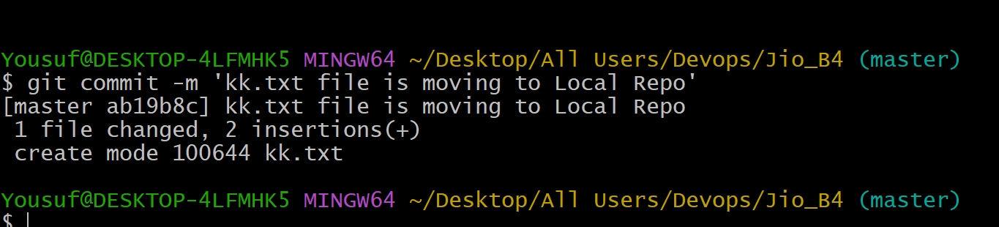 Yousuf@DESKTOP-4LFMHK5 MINGW64 ~/Desktop/All Users/Devops/Jio_B4 (master)
$ git commit -m 'kk.txt file is moving to Local Repo'
[master ab19b8c] kk.txt file is moving to Local Repo
 1 file changed, 2 insertions(+)
 create mode 100644 kk.txt
Yousuf@DESKTOP-4LFMHK5 MINGW64 ~/Desktop/All Users/Devops/Jio_B4 (master)
$